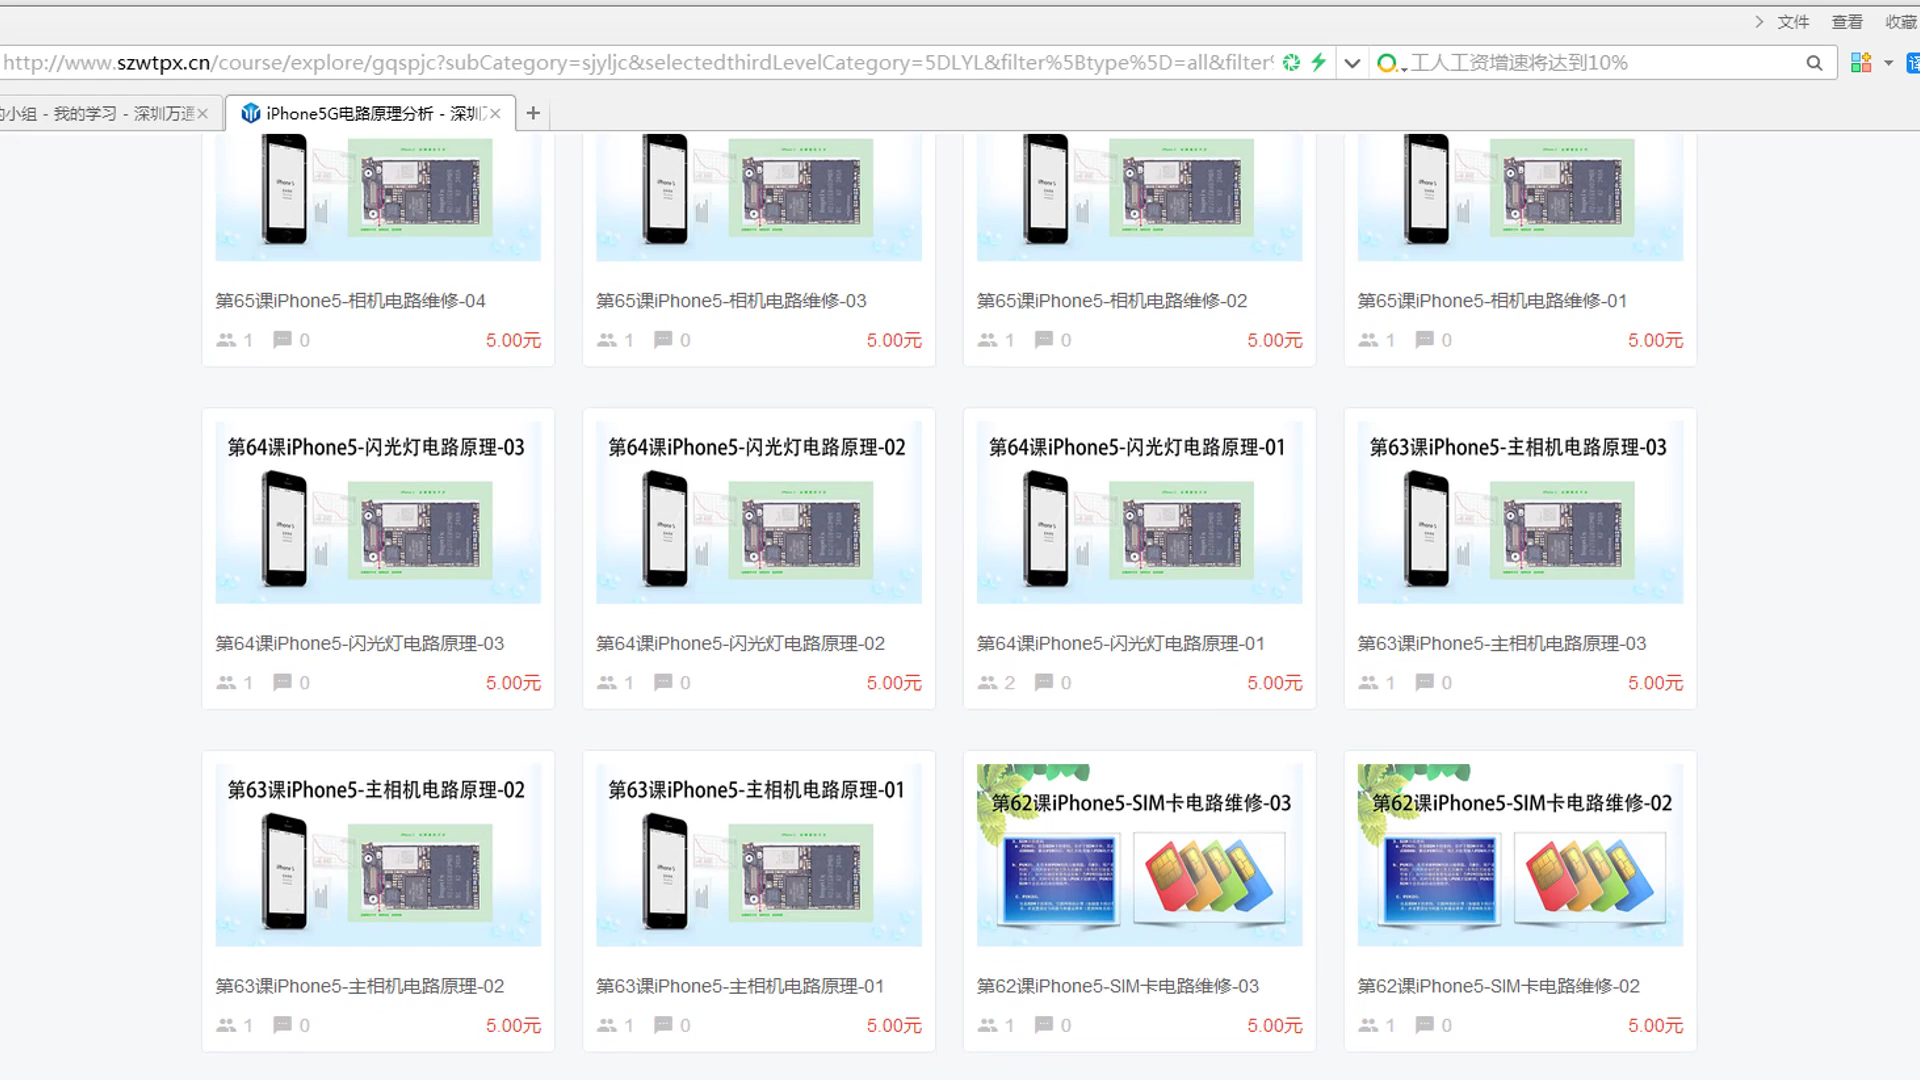 文件 查看 收藏
http://www.szwtpx.cn/course/explore/gqspjc?subCategory=sjyljc&selectedthirdLevelCategory=5DLYL&filter%5Btype%5D=all&filter%
工人工资增速将达到10%
的小组 - 我的学习 - 深圳万通
iPhone5G电路原理分析 - 深圳
第65课iPhone5-相机电路维修-04 第65课iPhone5-相机电路维修-03 第65课iPhone5-相机电路维修-02 第65课iPhone5-相机电路维修-01
1 0 5.00元 1 0 5.00元 1 0 5.00元 1 0 5.00元
第64课iPhone5-闪光灯电路原理-03 第64课iPhone5-闪光灯电路原理-02 第64课iPhone5-闪光灯电路原理-01 第63课iPhone5-主相机电路原理-03
iPhone 5 iPhone 5 iPhone 5 iPhone 5
第64课iPhone5-闪光灯电路原理-03 第64课iPhone5-闪光灯电路原理-02 第64课iPhone5-闪光灯电路原理-01 第63课iPhone5-主相机电路原理-03
1 0 5.00元 1 0 5.00元 2 0 5.00元 1 0 5.00元
第63课iPhone5-主相机电路原理-02 第63课iPhone5-主相机电路原理-01 第62课iPhone5-SIM卡电路维修-03 第62课iPhone5-SIM卡电路维修-02
iPhone 5 iPhone 5
第63课iPhone5-主相机电路原理-02 第63课iPhone5-主相机电路原理-01 第62课iPhone5-SIM卡电路维修-03 第62课iPhone5-SIM卡电路维修-02
1 0 5.00元 1 0 5.00元 1 0 5.00元 1 0 5.00元